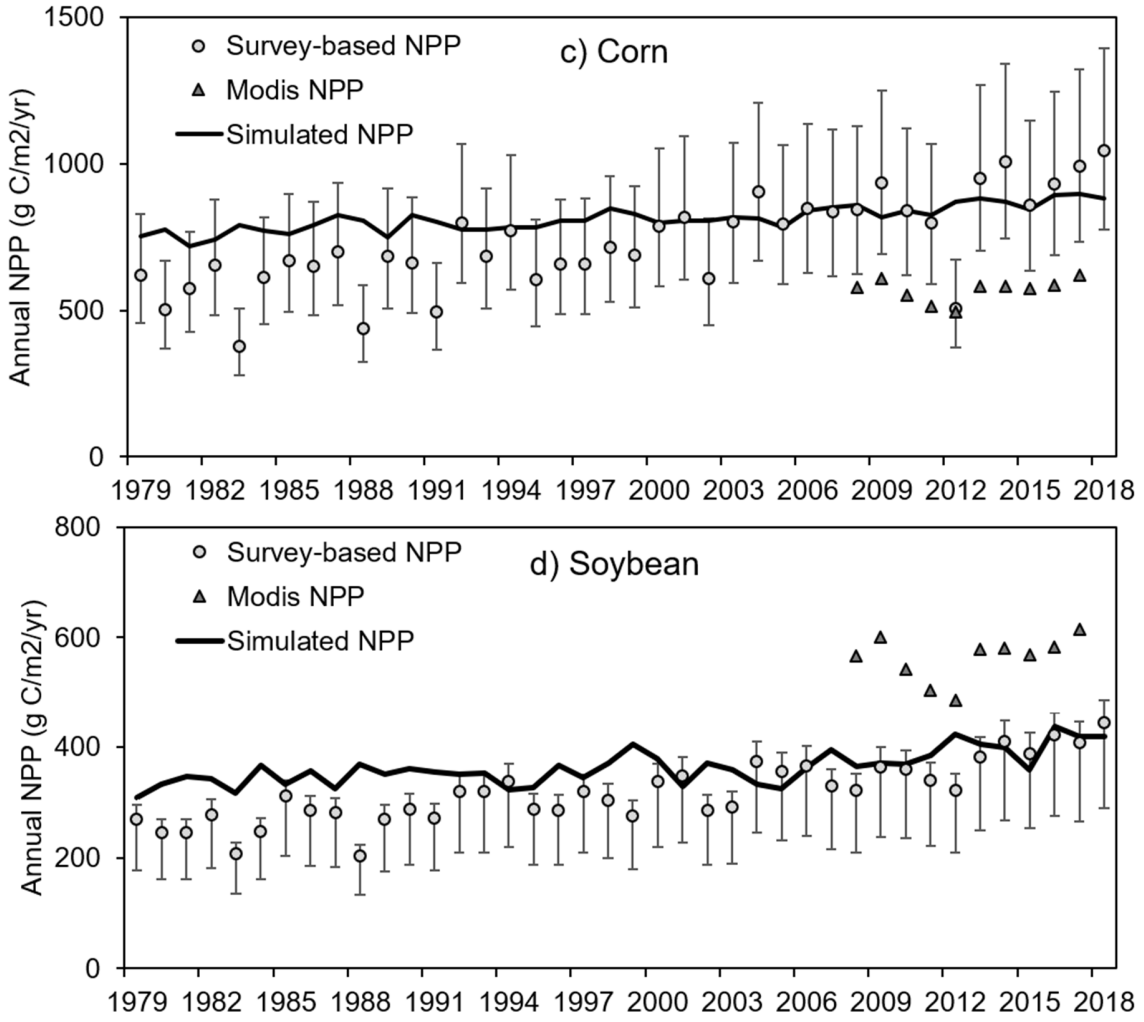 c) Corn
Survey-based NPP
Modis NPP
Simulated NPP
Annual NPP (g C/m2/yr)
1500
1000
500
0
1979 1982 1985 1988 1991 1994 1997 2000 2003 2006 2009 2012 2015 2018
d) Soybean
Survey-based NPP
Modis NPP
Simulated NPP
Annual NPP (g C/m2/yr)
800
600
400
200
0
1979 1982 1985 1988 1991 1994 1997 2000 2003 2006 2009 2012 2015 2018